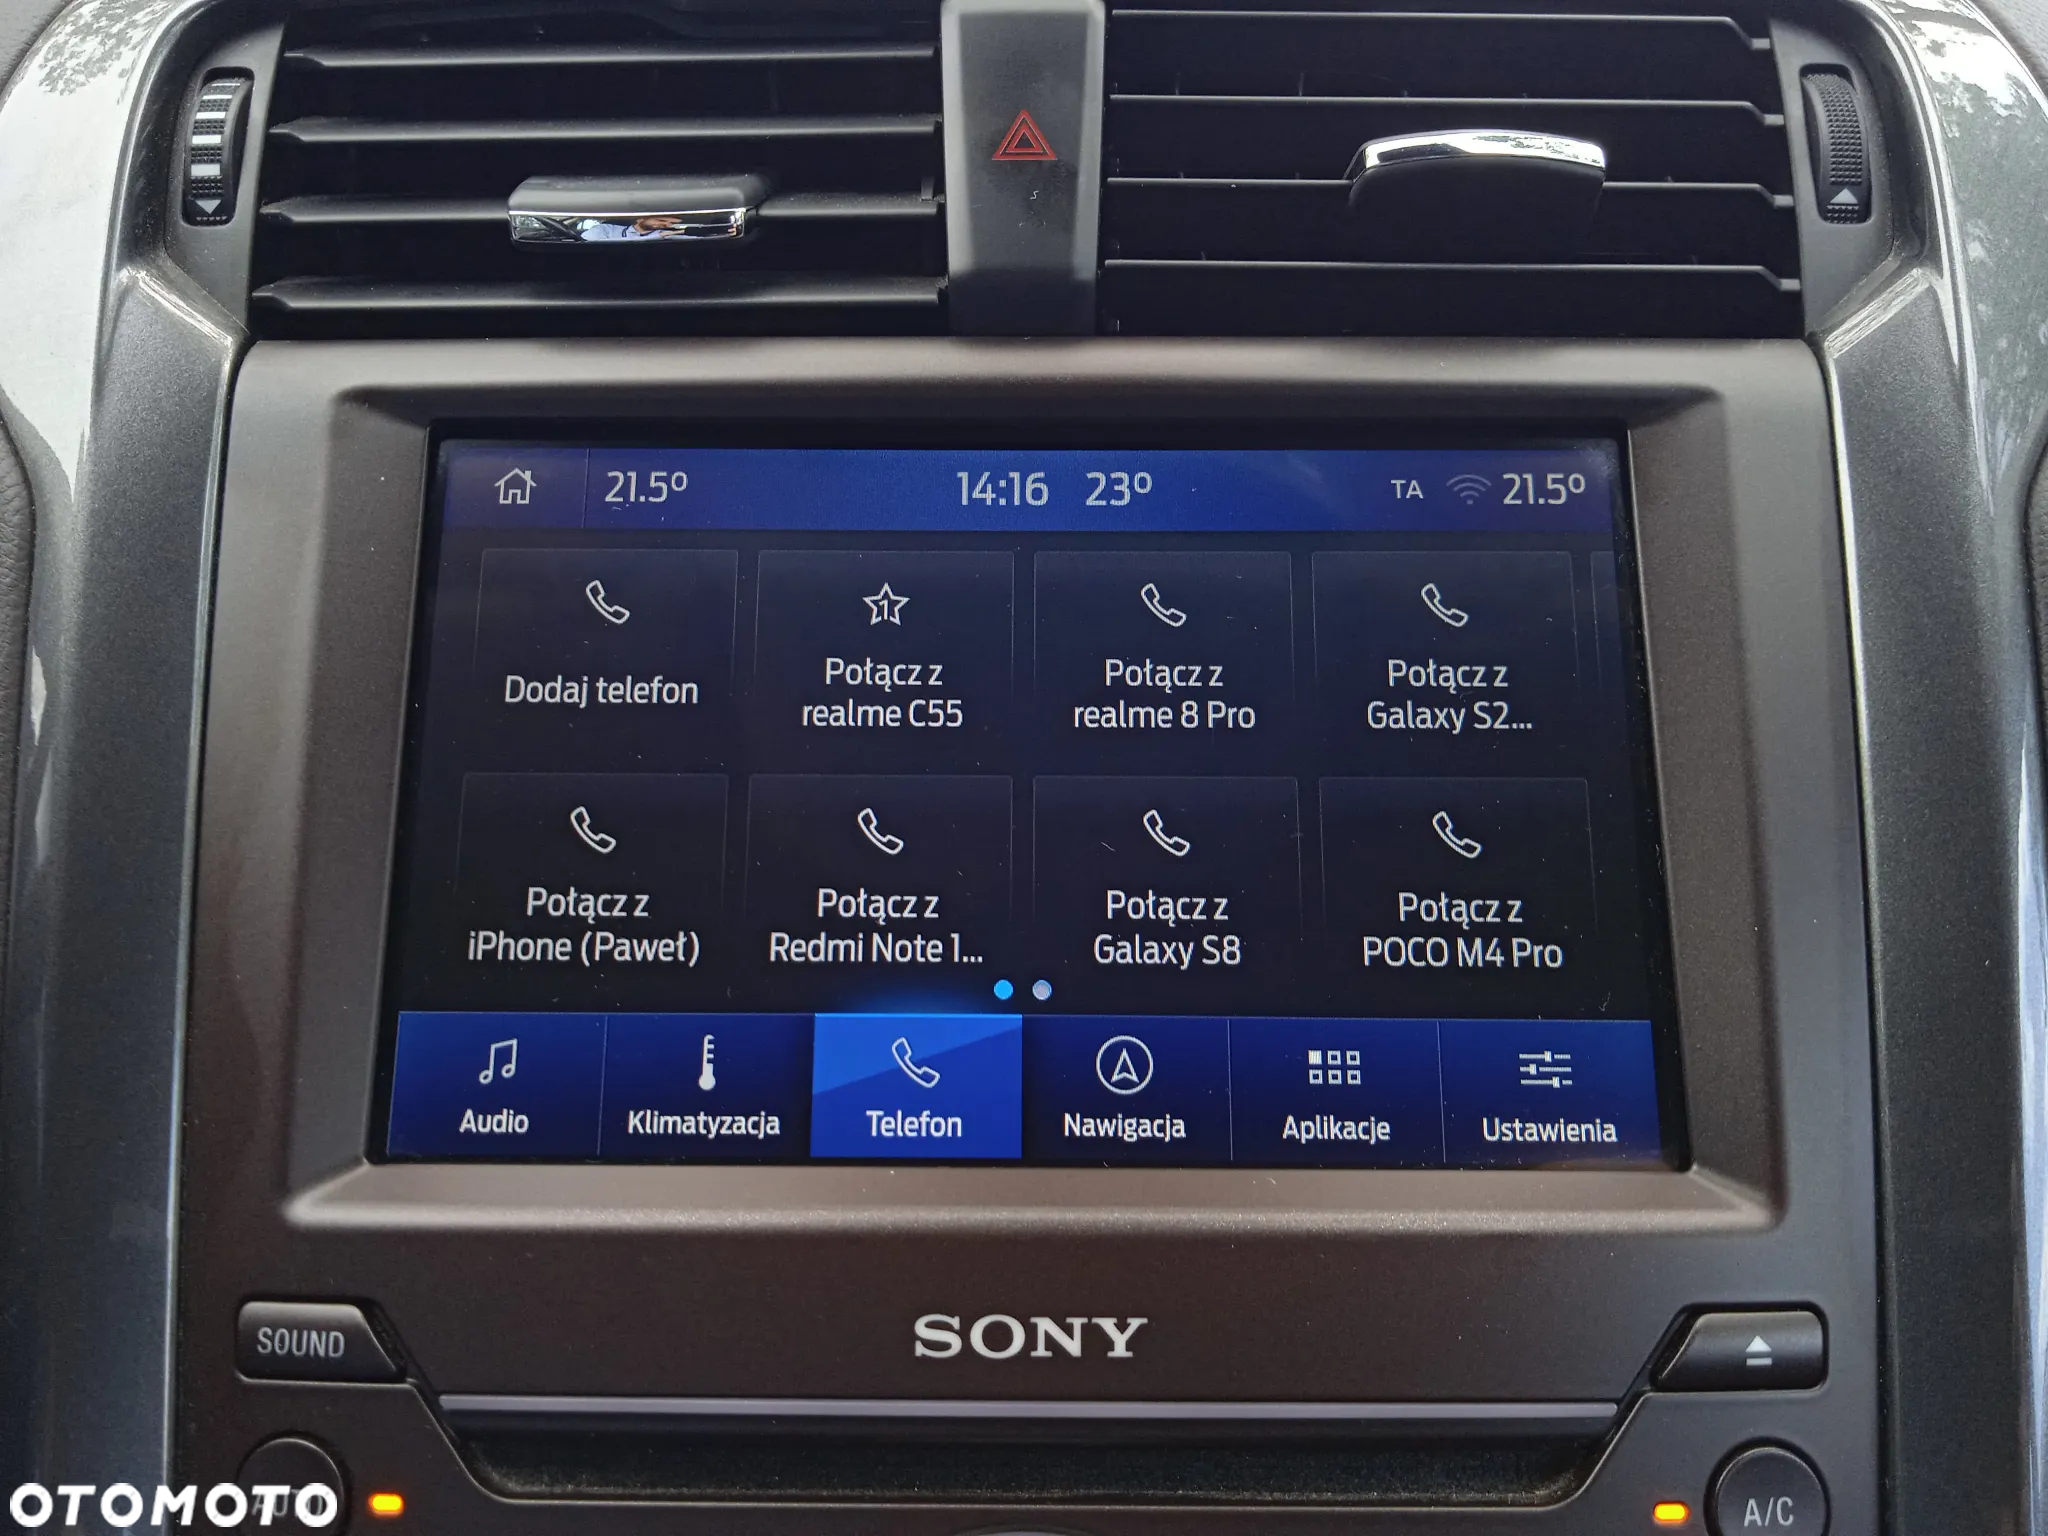 21.5° 14:16 23° TA 21.5°
Dodaj telefon
1
Połącz z
realme C55
Połącz z
realme 8 Pro
Połącz z
Galaxy S2...
Połącz z
iPhone (Paweł)
Połącz z
Redmi Note 1...
Połącz z
Galaxy S8
Połącz z
POCO M4 Pro
Audio
Klimatyzacja
Telefon
Nawigacja
Aplikacje
Ustawienia
SOUND
SONY
AUTO
A/C
OTOMOTO